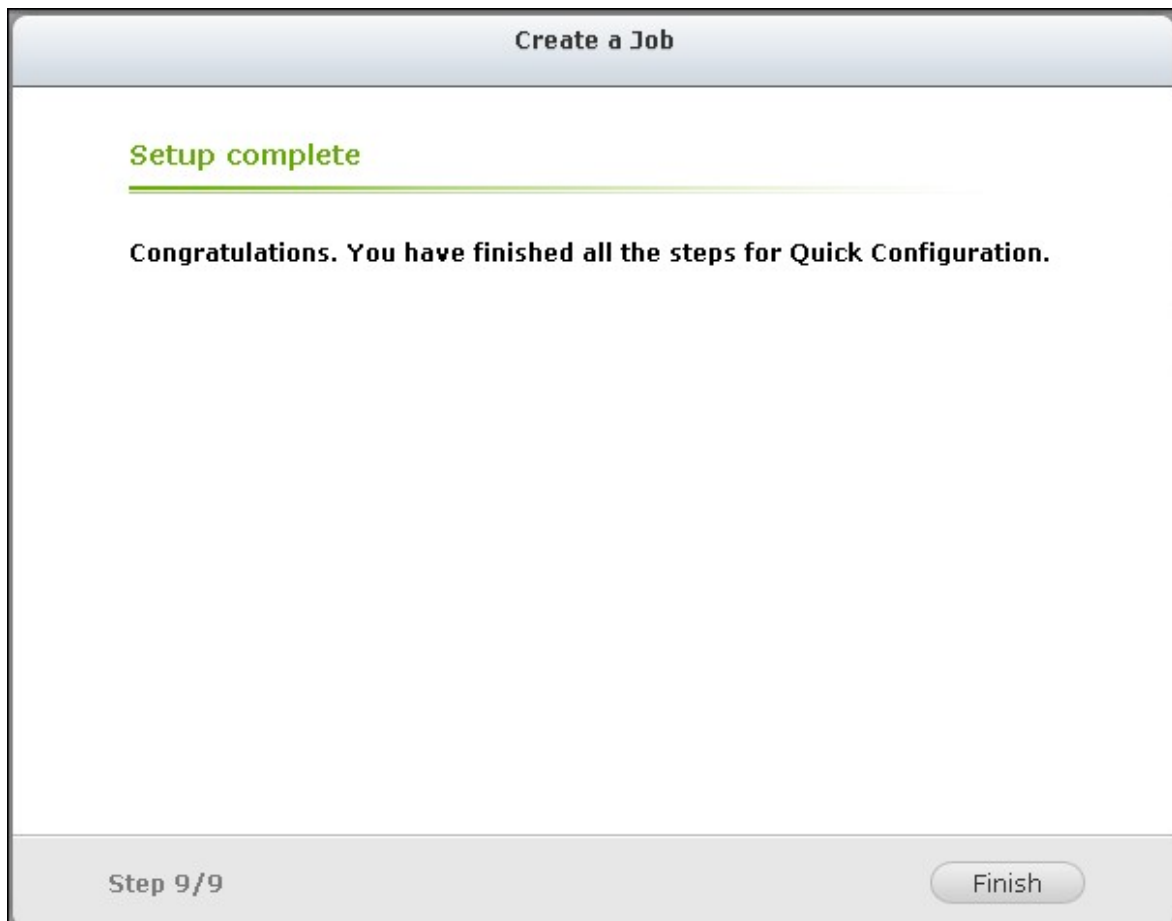 Create a Job
Setup complete
Congratulations. You have finished all the steps for Quick Configuration.
Step 9/9
Finish